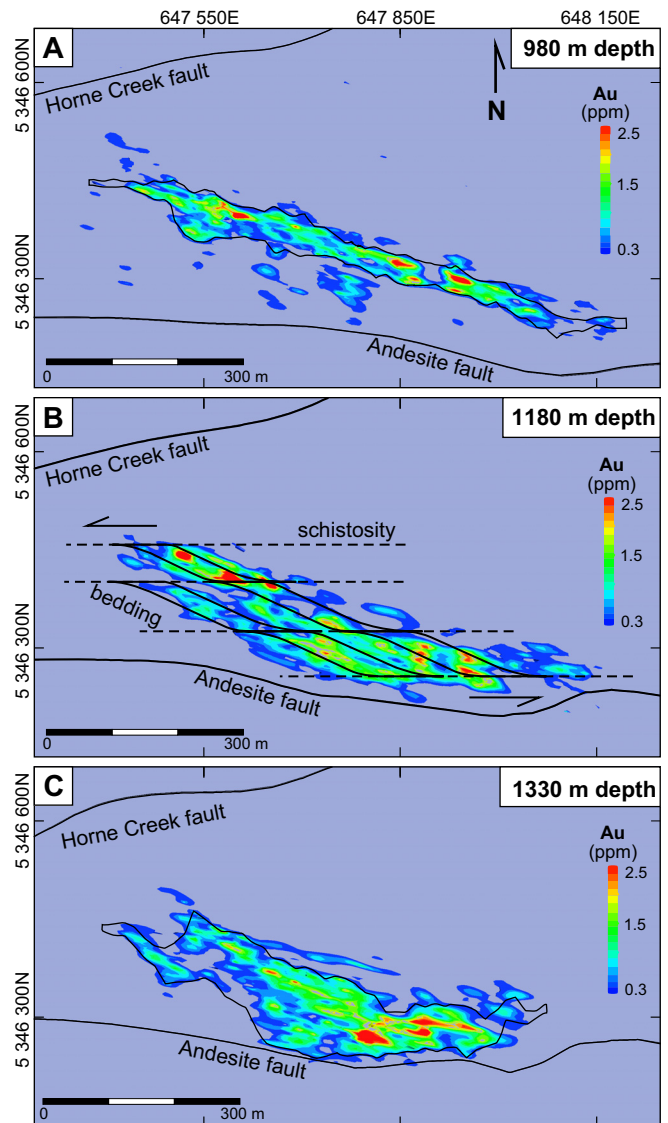 647 550E 647 850E 648 150E
A
980 m depth
5 346 600N
Horne Creek fault
N
Au
(ppm)
2.5
1.5
0.3
5 346 300N
Andesite fault
0 300 m
B
1180 m depth
5 346 600N
Horne Creek fault
Au
(ppm)
2.5
1.5
0.3
schistosity
bedding
5 346 300N
Andesite fault
0 300 m
C
1330 m depth
5 346 600N
Horne Creek fault
Au
(ppm)
2.5
1.5
0.3
5 346 300N
Andesite fault
0 300 m